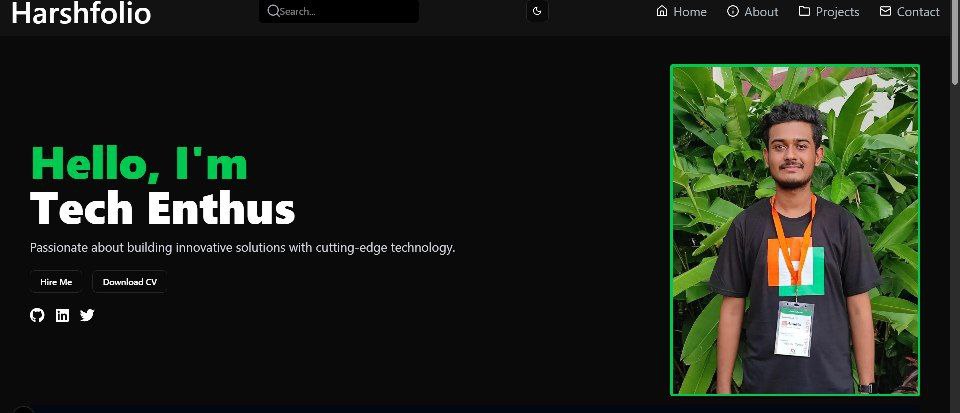 Harshfolio
Search...
Home
About
Projects
Contact
Hello, I'm
Tech Enthus
Passionate about building innovative solutions with cutting-edge technology.
Hire Me
Download CV